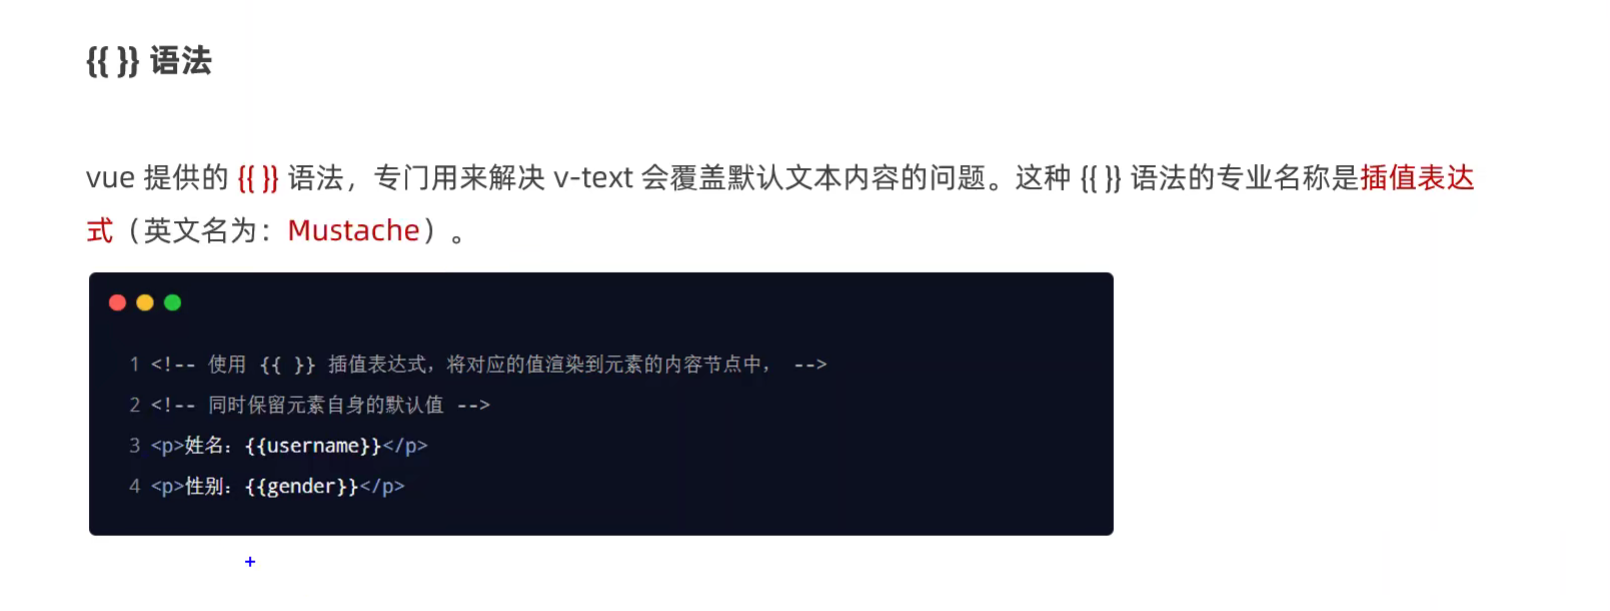 {{ }} 语法
vue 提供的 {{ }} 语法，专门用来解决 v-text 会覆盖默认文本内容的问题。这种 {{ }} 语法的专业名称是插值表达
式（英文名为：Mustache）。
1 <!-- 使用 {{ }} 插值表达式，将对应的值渲染到元素的内容节点中， -->
2 <!-- 同时保留元素自身的默认值 -->
3 <p>姓名：{{username}}</p>
4 <p>性别：{{gender}}</p>